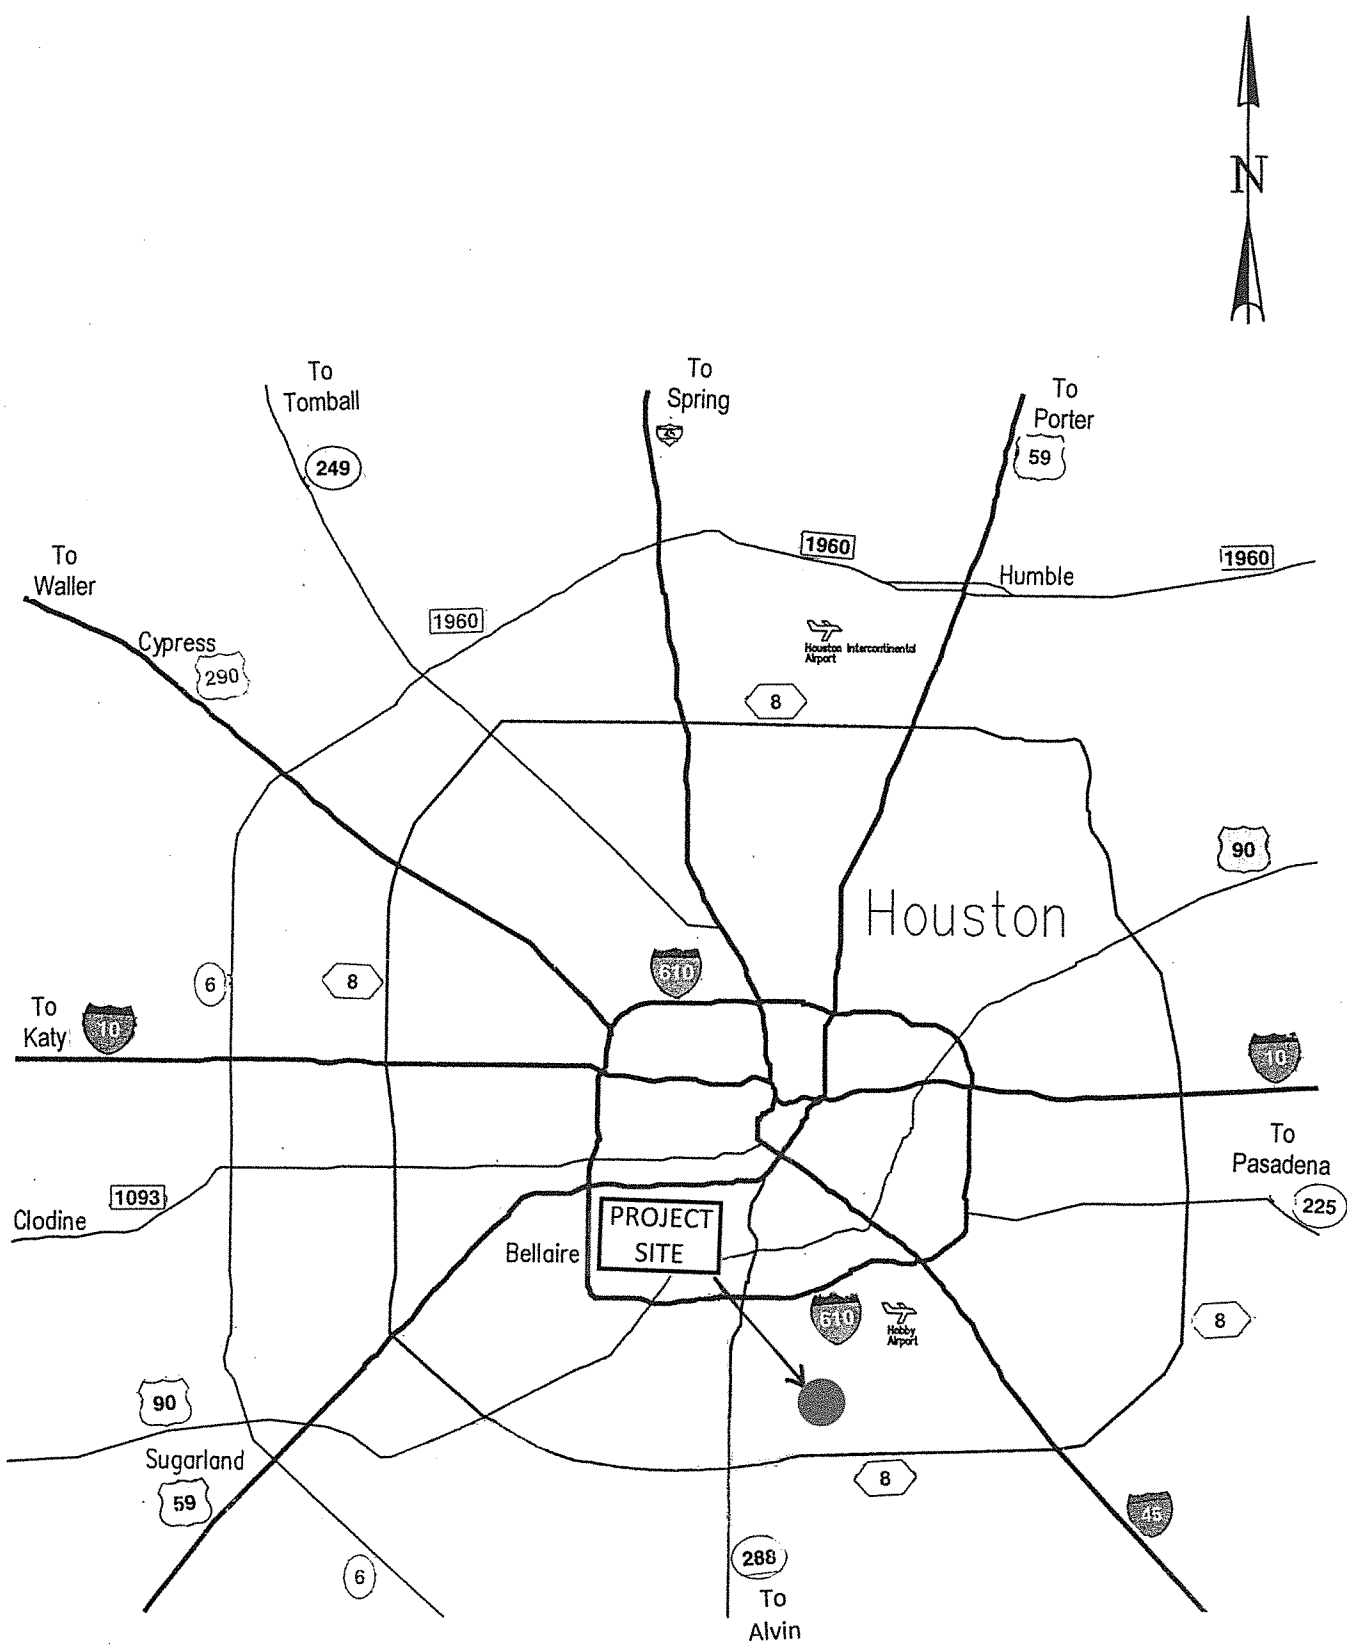 N
To
Tomball
249
To
Spring
45
To
Porter
59
To
Waller
Cypress
290
1960
1960
Humble
1960
Houston Intercontinental
Airport
8
90
Houston
610
6
8
To
Katy
10
10
To
Pasadena
225
1093
Clodine
PROJECT
SITE
Bellaire
610
Hobby
Airport
8
90
Sugarland
59
8
45
6
288
To
Alvin